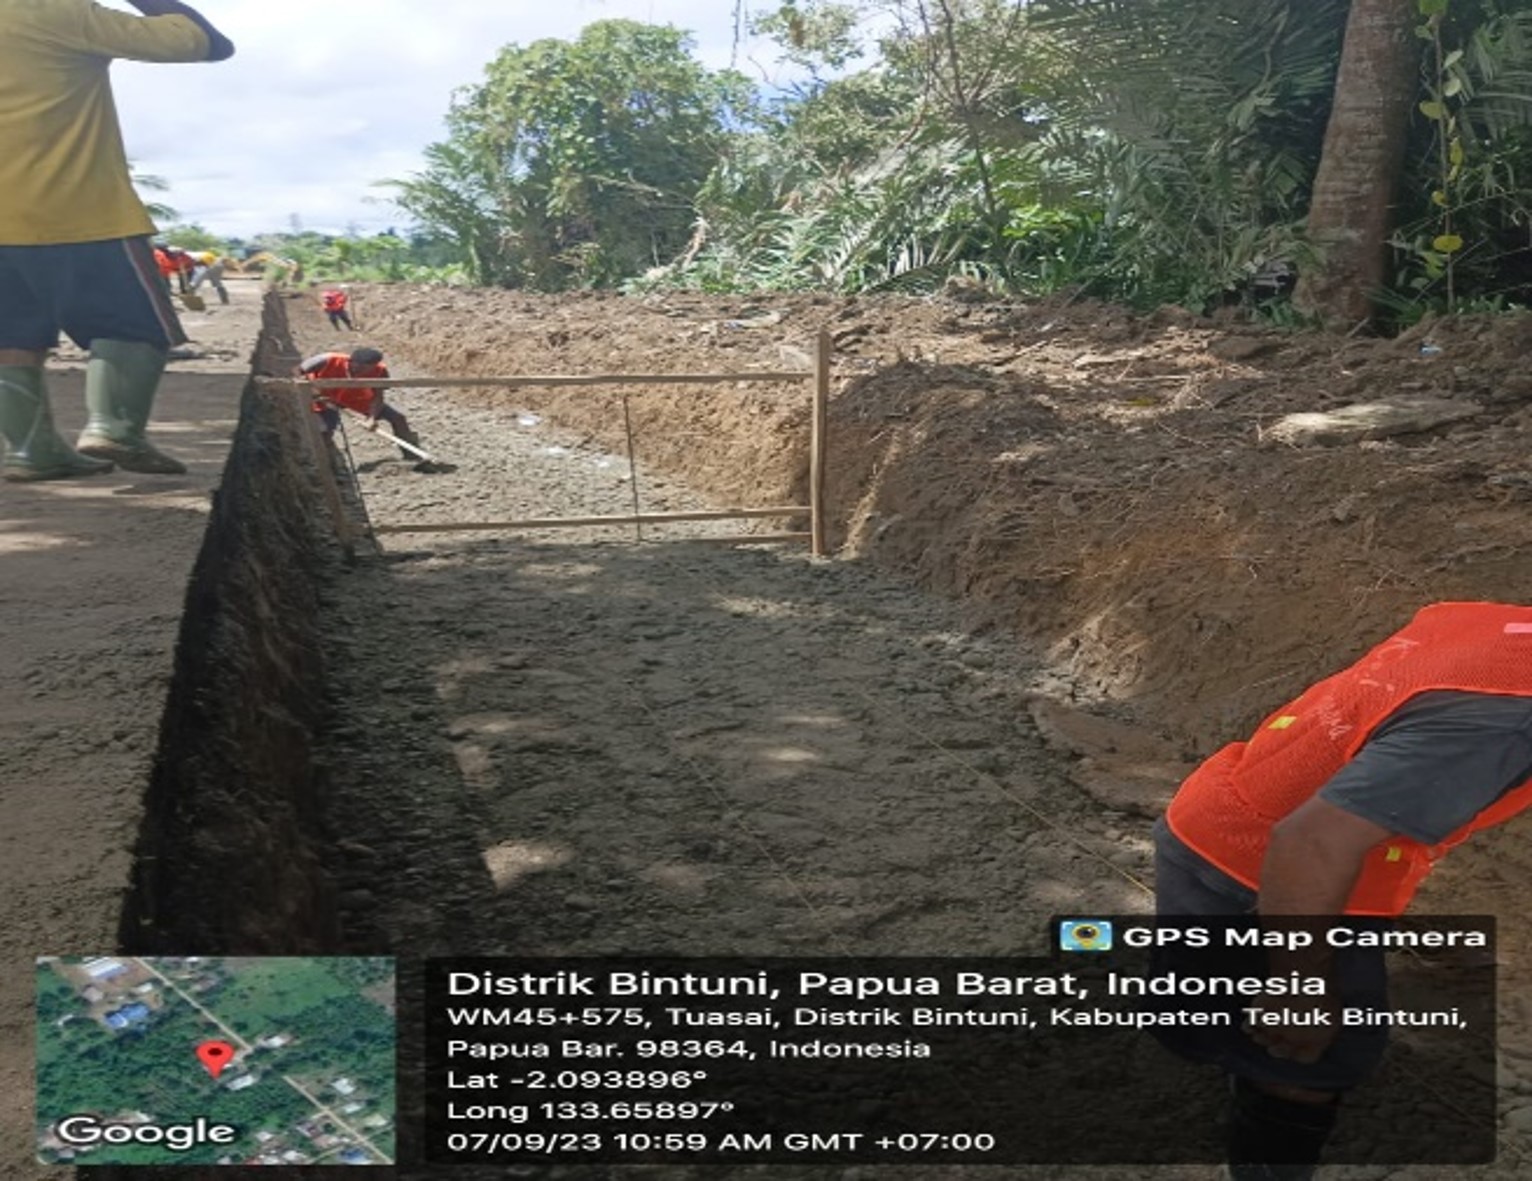 GPS Map Camera
Distrik Bintuni, Papua Barat, Indonesia
WM45+575, Tuasai, Distrik Bintuni, Kabupaten Teluk Bintuni,
Papua Bar. 98364, Indonesia
Lat -2.093896°
Long 133.65897°
07/09/23 10:59 AM GMT +07:00
Google